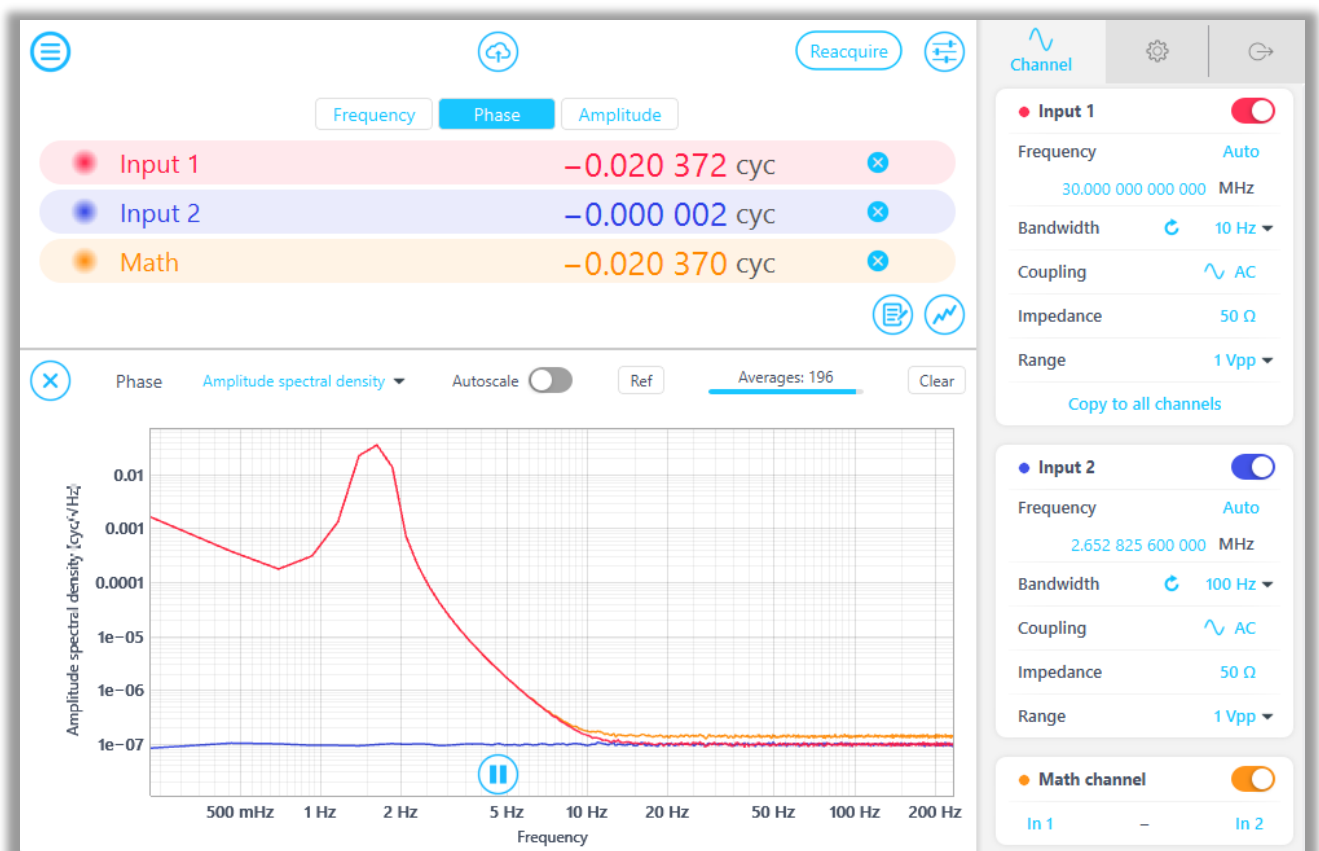 Reacquire
Frequency Phase Amplitude
Input 1 −0.020 372 cyc
Input 2 −0.000 002 cyc
Math −0.020 370 cyc
Phase Amplitude spectral density Autoscale Ref Averages: 196 Clear
Amplitude spectral density [cyc/√Hz]
0.01
0.001
0.0001
1e−05
1e−06
1e−07
500 mHz 1 Hz 2 Hz 5 Hz 10 Hz 20 Hz 50 Hz 100 Hz 200 Hz
Frequency
Channel
Input 1
Frequency Auto
30.000 000 000 000 MHz
Bandwidth 10 Hz
Coupling AC
Impedance 50 Ω
Range 1 Vpp
Copy to all channels
Input 2
Frequency Auto
2.652 825 600 000 MHz
Bandwidth 100 Hz
Coupling AC
Impedance 50 Ω
Range 1 Vpp
Math channel
In 1 − In 2